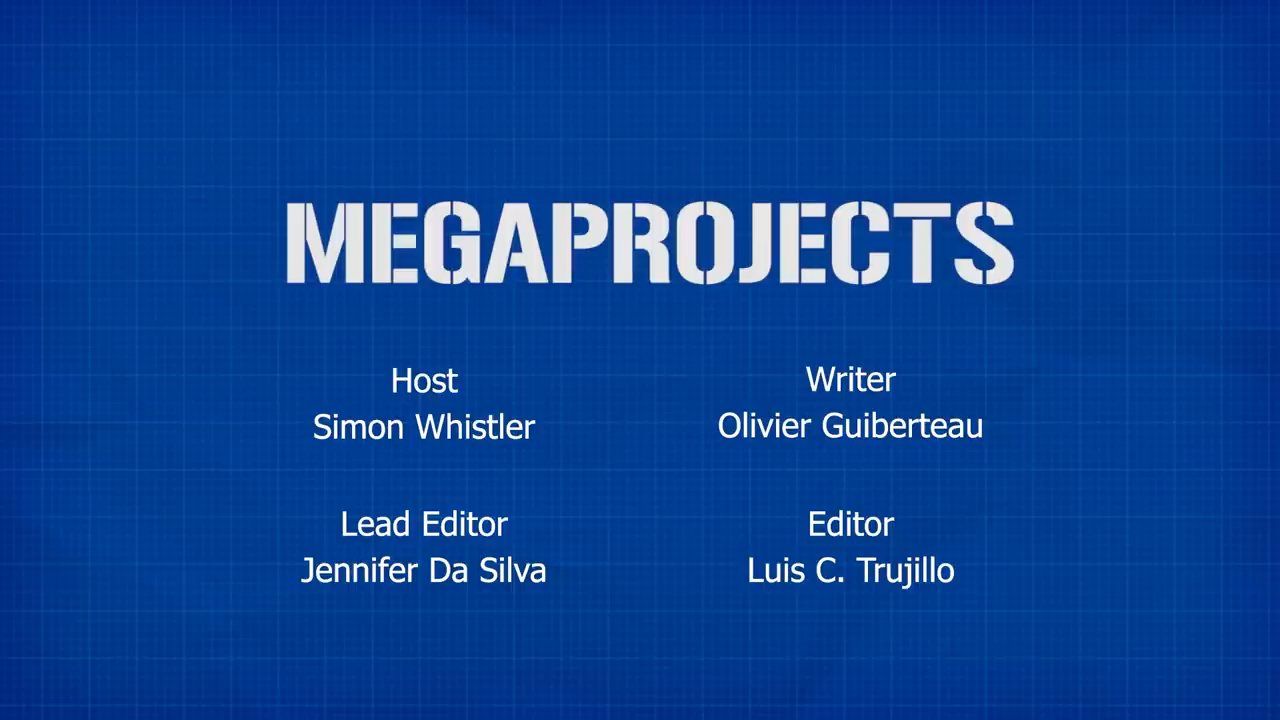 MEGAPROJECTS
Host
Simon Whistler
Writer
Olivier Guiberteau
Lead Editor
Jennifer Da Silva
Editor
Luis C. Trujillo